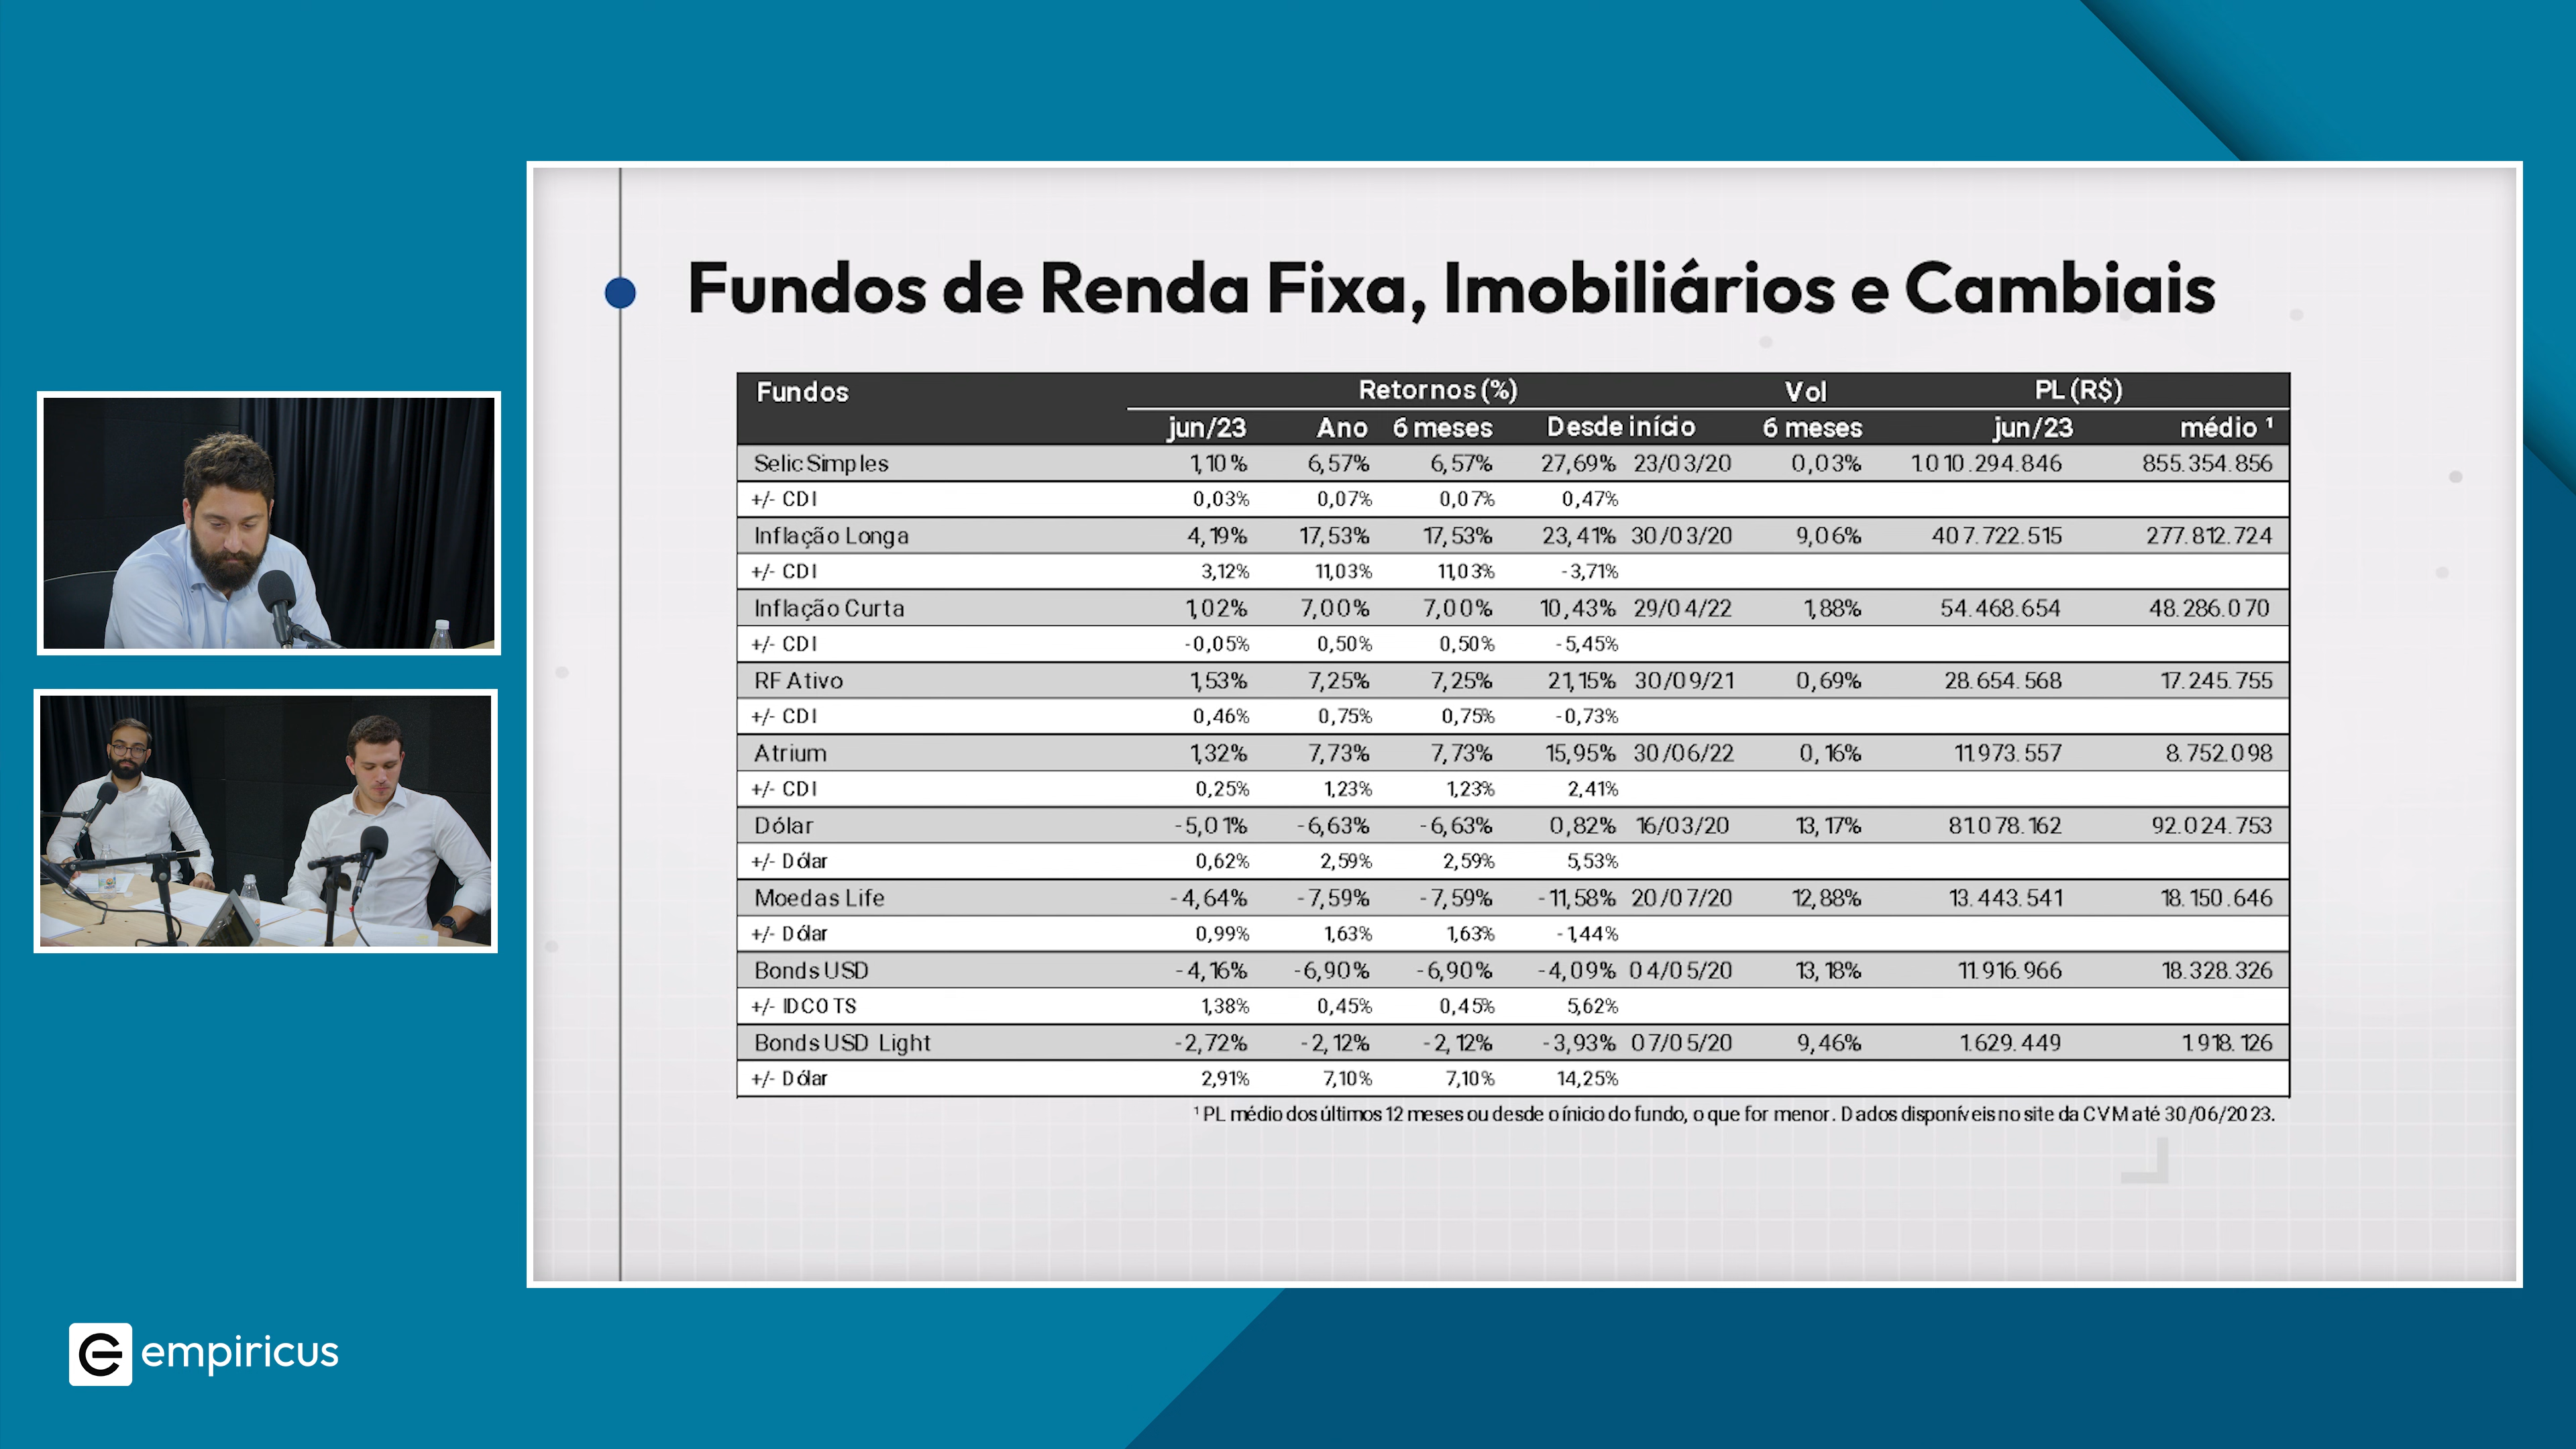 Fundos de Renda Fixa, Imobiliários e Cambiais
Fundos Retornos (%) Vol PL (R$)
jun/23 Ano 6 meses Desde início 6 meses jun/23 médio ¹
Selic Simples 1,10% 6,57% 6,57% 27,69% 23/03/20 0,03% 1.010.294.846 855.354.856
+/- CDI 0,03% 0,07% 0,07% 0,47%
Inflação Longa 4,19% 17,53% 17,53% 23,41% 30/03/20 9,06% 407.722.515 277.812.724
+/- CDI 3,12% 11,03% 11,03% -3,71%
Inflação Curta 1,02% 7,00% 7,00% 10,43% 29/04/22 1,88% 54.468.654 48.286.070
+/- CDI -0,05% 0,50% 0,50% -5,45%
RF Ativo 1,53% 7,25% 7,25% 21,15% 30/09/21 0,69% 28.654.568 17.245.755
+/- CDI 0,46% 0,75% 0,75% -0,73%
Atrium 1,32% 7,73% 7,73% 15,95% 30/06/22 0,16% 11.973.557 8.752.098
+/- CDI 0,25% 1,23% 1,23% 2,41%
Dólar -5,01% -6,63% -6,63% 0,82% 16/03/20 13,17% 81.078.162 92.024.753
+/- Dólar 0,62% 2,59% 2,59% 5,53%
Moedas Life -4,64% -7,59% -7,59% -11,58% 20/07/20 12,88% 13.443.541 18.150.646
+/- Dólar 0,99% 1,63% 1,63% -1,44%
Bonds USD -4,16% -6,90% -6,90% -4,09% 04/05/20 13,18% 11.916.966 18.328.326
+/- IDCOTS 1,38% 0,45% 0,45% 5,62%
Bonds USD Light -2,72% -2,12% -2,12% -3,93% 07/05/20 9,46% 1.629.449 1.918.126
+/- Dólar 2,91% 7,10% 7,10% 14,25%
¹ PL médio dos últimos 12 meses ou desde o ínicio do fundo, o que for menor. Dados disponíveis no site da CVM até 30/06/2023.
empiricus